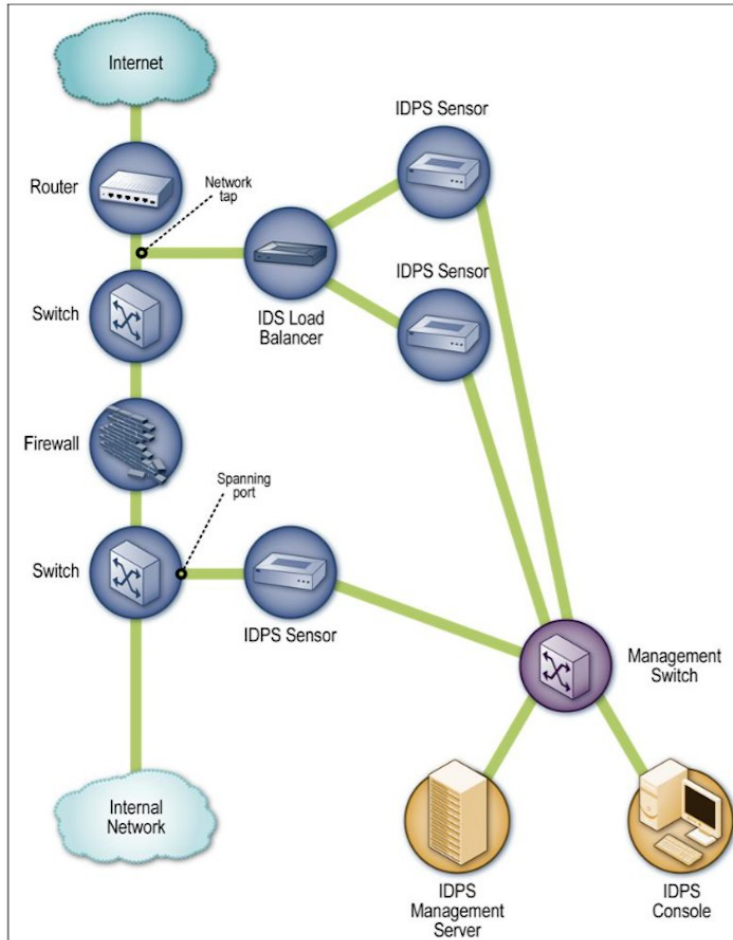 Internet
IDPS Sensor
Router
Network
tap
IDPS Sensor
Switch
IDS Load
Balancer
Firewall
Spanning
port
Switch
IDPS Sensor
Management
Switch
Internal
Network
IDPS
Management
Server
IDPS
Console